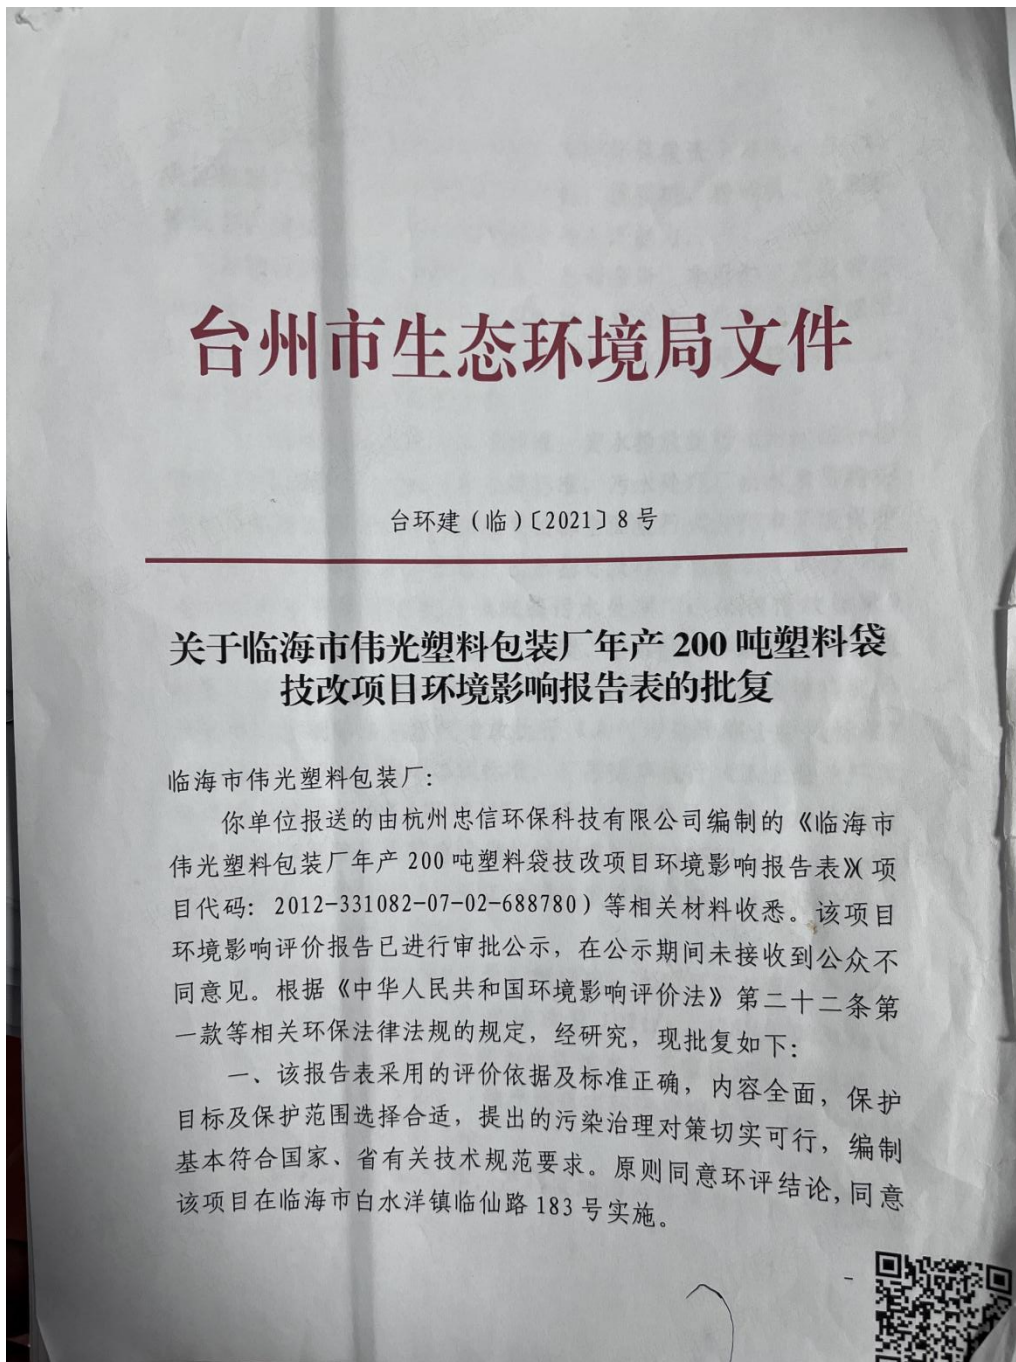 台州市生态环境局文件
台环建（临）〔2021〕8号
关于临海市伟光塑料包装厂年产200吨塑料袋
技改项目环境影响报告表的批复
临海市伟光塑料包装厂：
你单位报送的由杭州忠信环保科技有限公司编制的《临海市
伟光塑料包装厂年产200吨塑料袋技改项目环境影响报告表》（项
目代码：2012-331082-07-02-688780）等相关材料收悉。该项目
环境影响评价报告已进行审批公示，在公示期间未接收到公众不
同意见。根据《中华人民共和国环境影响评价法》第二十二条第
一款等相关环保法律法规的规定，经研究，现批复如下：
一、该报告表采用的评价依据及标准正确，内容全面，保护
目标及保护范围选择合适，提出的污染治理对策切实可行，编制
基本符合国家、省有关技术规范要求。原则同意环评结论,同意
该项目在临海市白水洋镇临仙路183号实施。